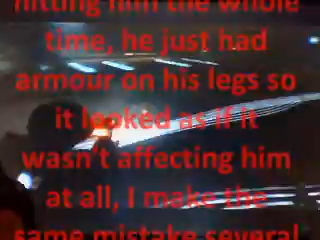 hitting him the whole
time, he just had
armour on his legs so
it looked as if it
wasn't affecting him
at all, I make the
same mistake several